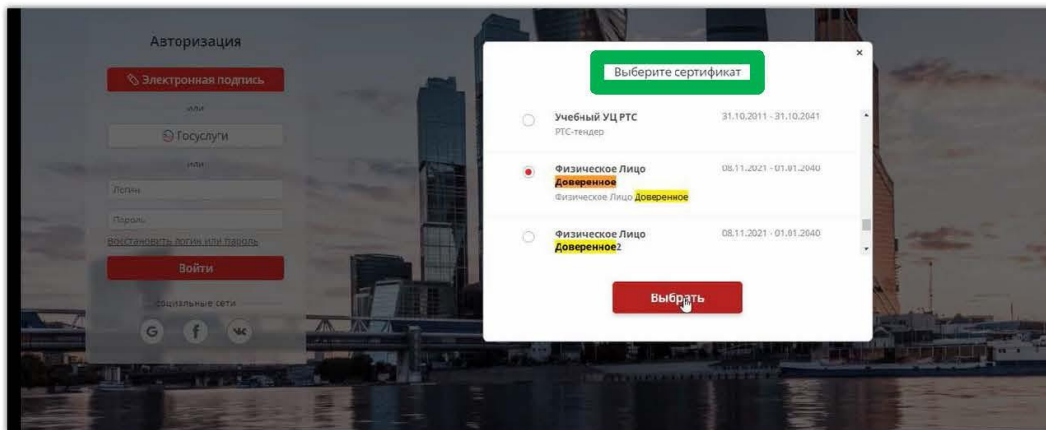 Авторизация
Электронная подпись
или
Госуслуги
или
Логин
Пароль
Восстановить логин или пароль
Войти
социальные сети
G f
Выберите сертификат
×
Учебный УЦ РТС 31.10.2011 - 31.10.2041
РТС-тендер
Физическое Лицо 08.11.2021 - 01.01.2040
Доверенное
Физическое Лицо Доверенное
Физическое Лицо 08.11.2021 - 01.01.2040
Доверенное2
Выбрать